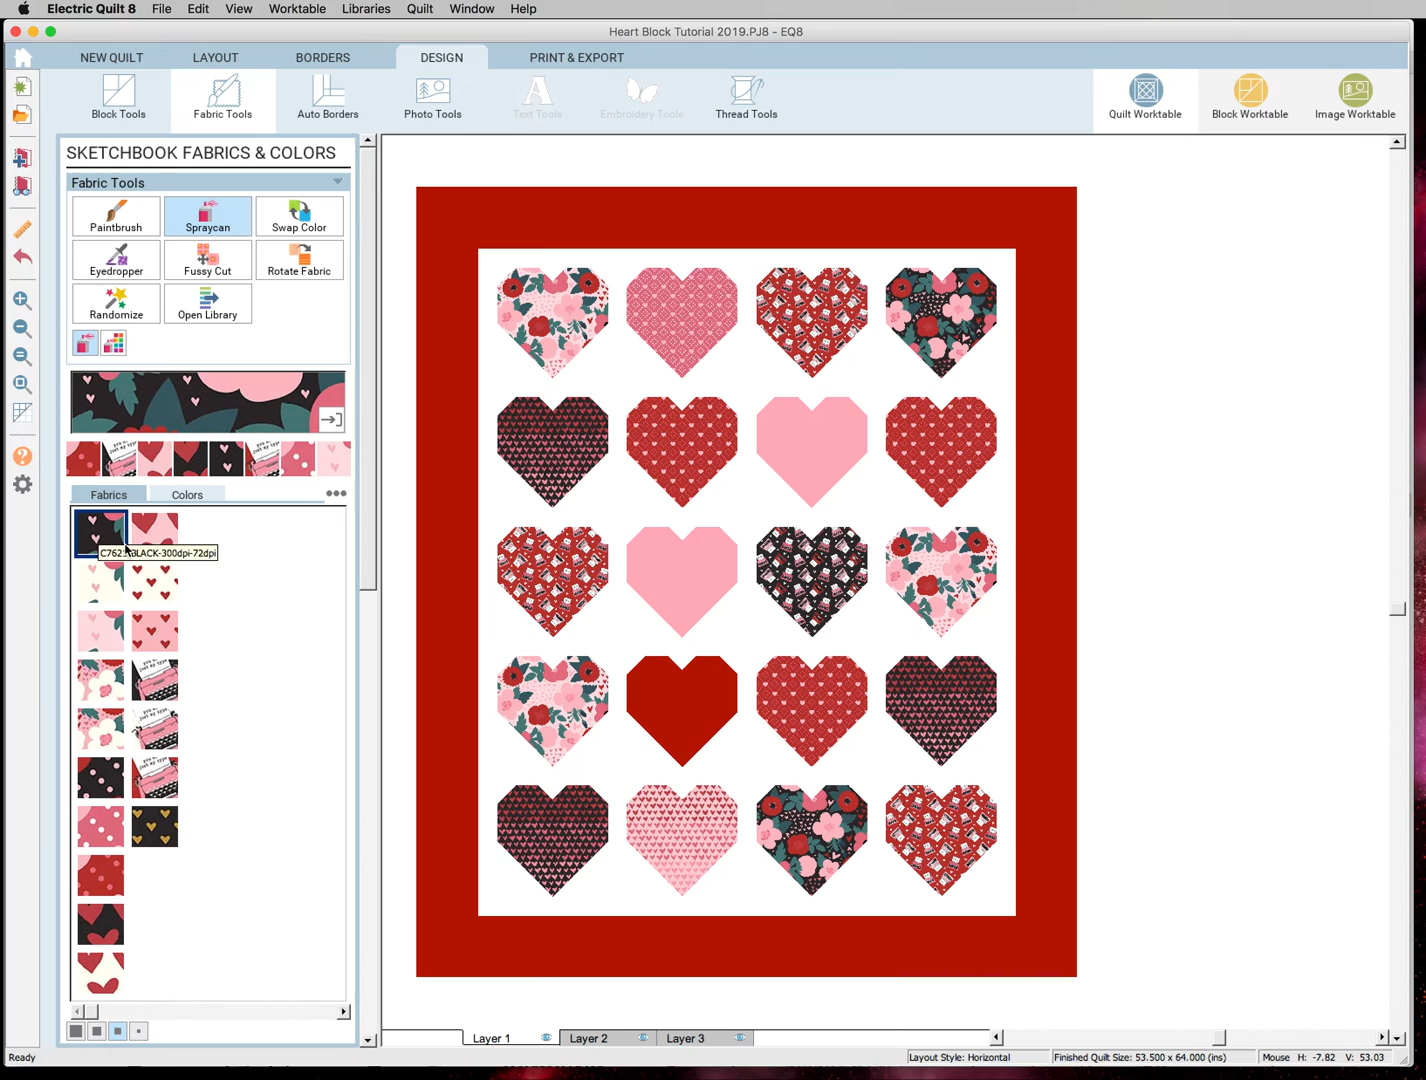 Electric Quilt 8 File Edit View Worktable Libraries Quilt Window Help
Heart Block Tutorial 2019.PJ8 - EQ8
NEW QUILT LAYOUT BORDERS DESIGN PRINT & EXPORT
Block Tools Fabric Tools Auto Borders Photo Tools Text Tools Embroidery Tools Thread Tools Quilt Worktable Block Worktable Image Worktable
SKETCHBOOK FABRICS & COLORS
Fabric Tools
Paintbrush Spraycan Swap Color
Eyedropper Fussy Cut Rotate Fabric
Randomize Open Library
Fabrics Colors
Layer 1 Layer 2 Layer 3
Ready Layout Style: Horizontal Finished Quilt Size: 53.500 x 64.000 (ins) Mouse H: -7.82 V: 53.03